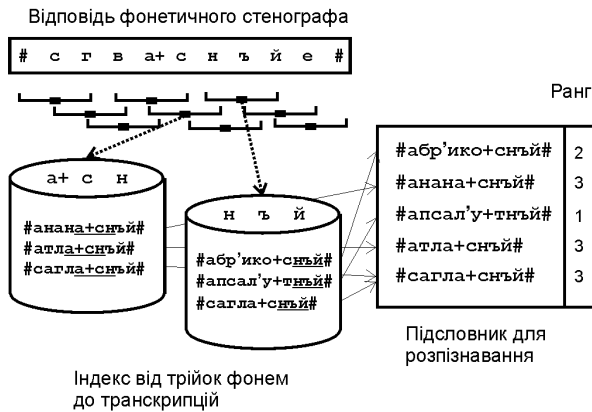 Відповідь фонетичного стенографа
# с г в а+ с н ъ й е #
Ранг
а+ с н
#анана+снъй#
#атла+снъй#
#сагла+снъй#
н ъ й
#абр’ико+снъй#
#апсал’у+тнъй#
#сагла+снъй#
#абр’ико+снъй# 2
#анана+снъй# 3
#апсал’у+тнъй# 1
#атла+снъй# 3
#сагла+снъй# 3
Підсловник для
розпізнавання
Індекс від трійок фонем
до транскрипцій